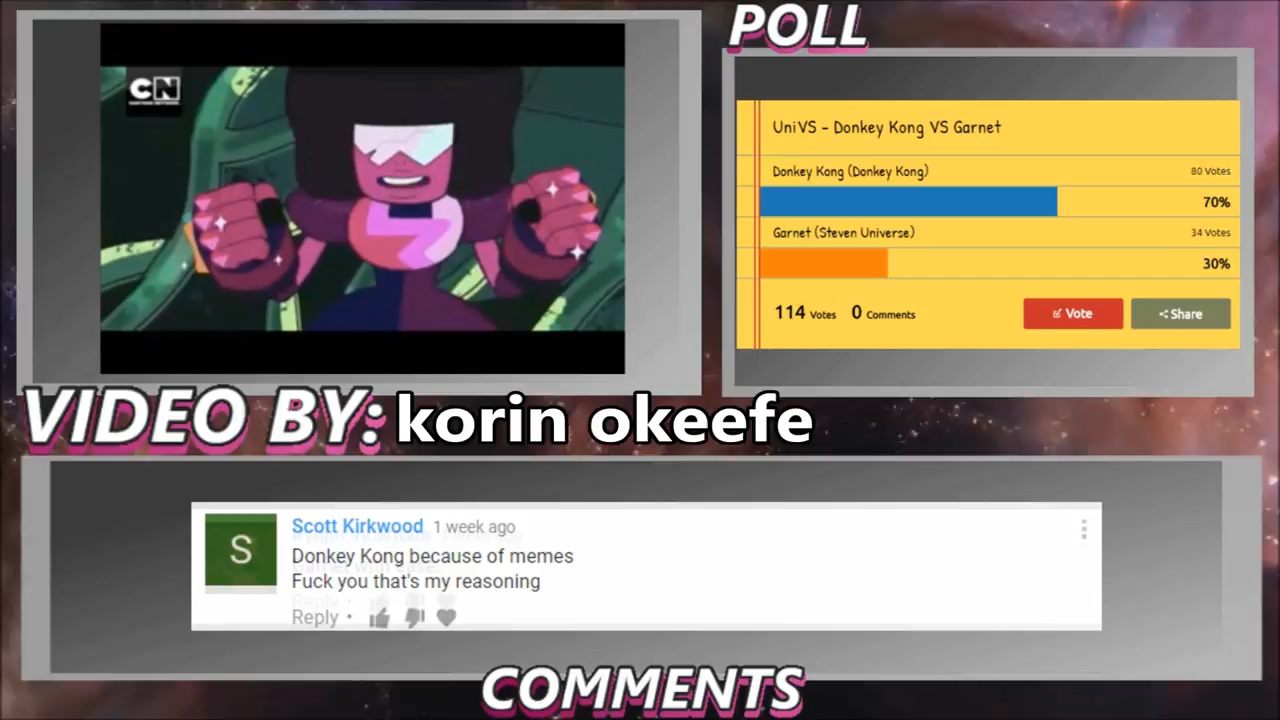 POLL
CN
CARTOON NETWORK
UniVS - Donkey Kong VS Garnet
Donkey Kong (Donkey Kong)
80 Votes
70%
Garnet (Steven Universe)
34 Votes
30%
114 Votes 0 Comments
Vote
Share
VIDEO BY: korin okeefe
S
Scott Kirkwood 1 week ago
Donkey Kong because of memes
Fuck you that's my reasoning
Reply •
COMMENTS